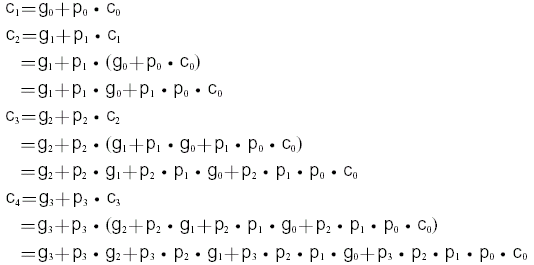 c₁=g₀+p₀•c₀
c₂=g₁+p₁•c₁
=g₁+p₁•(g₀+p₀•c₀)
=g₁+p₁•g₀+p₁•p₀•c₀
c₃=g₂+p₂•c₂
=g₂+p₂•(g₁+p₁•g₀+p₁•p₀•c₀)
=g₂+p₂•g₁+p₂•p₁•g₀+p₂•p₁•p₀•c₀
c₄=g₃+p₃•c₃
=g₃+p₃•(g₂+p₂•g₁+p₂•p₁•g₀+p₂•p₁•p₀•c₀)
=g₃+p₃•g₂+p₃•p₂•g₁+p₃•p₂•p₁•g₀+p₃•p₂•p₁•p₀•c₀